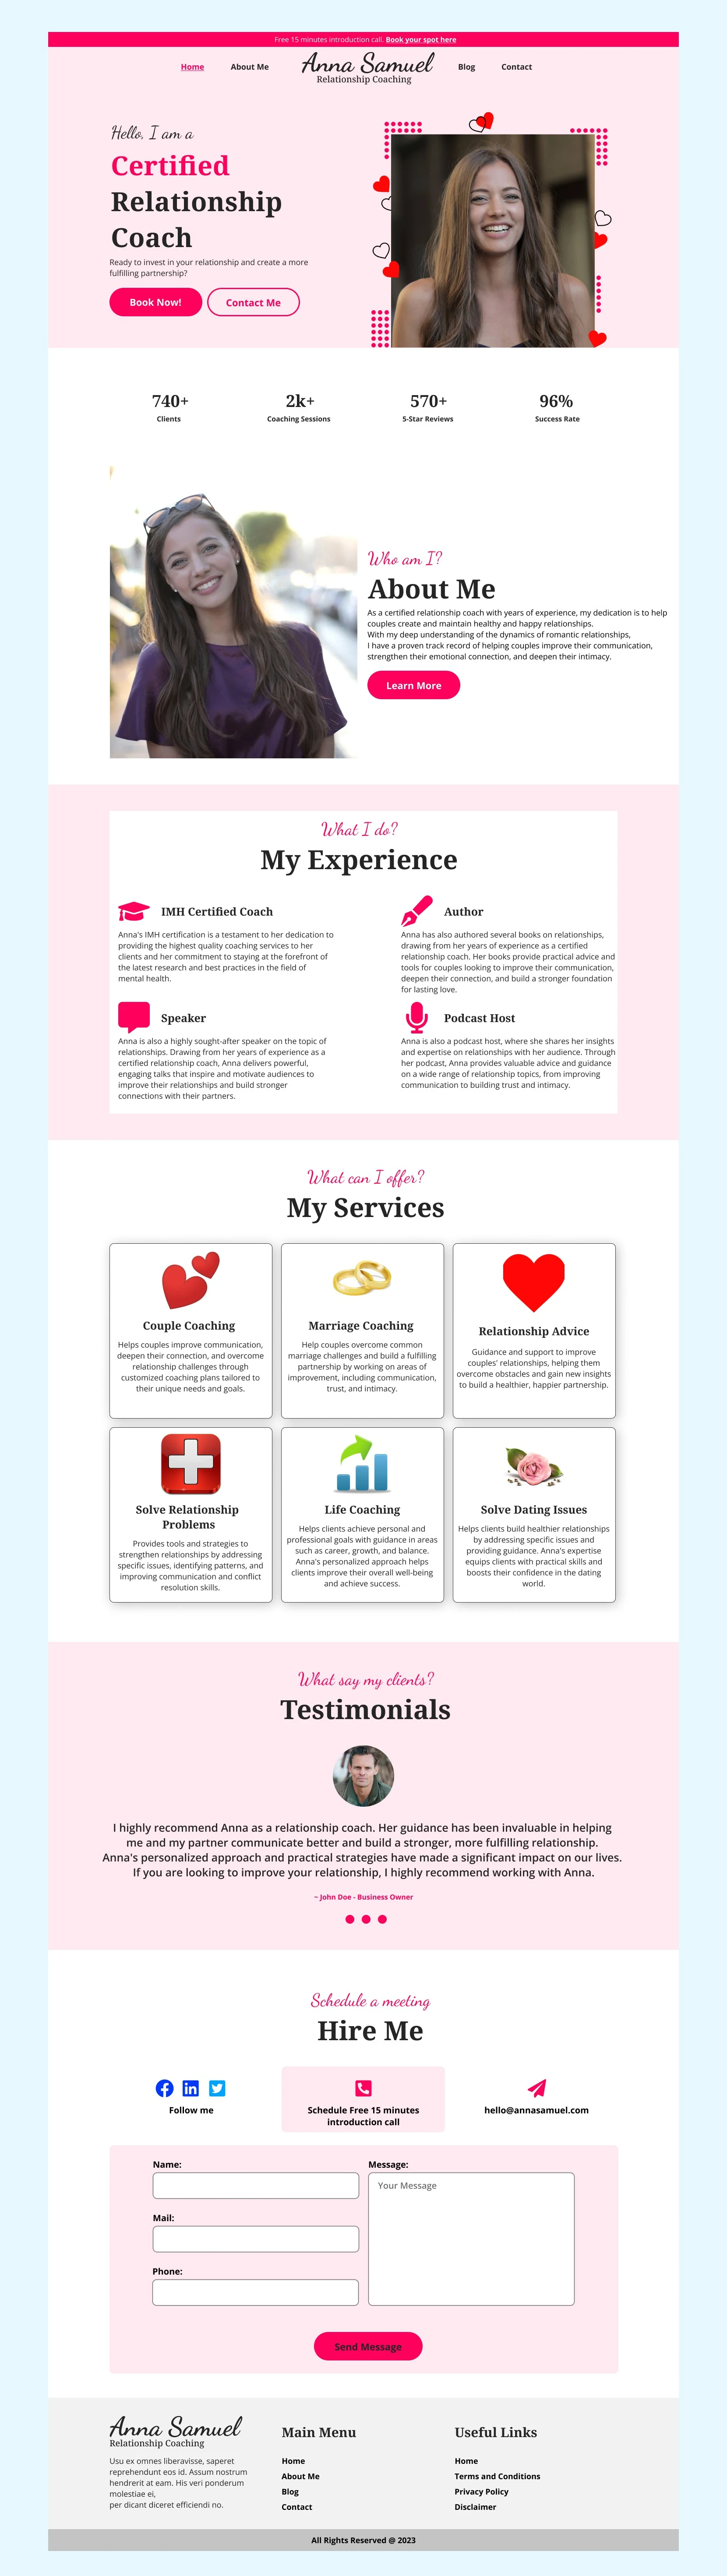 Free 15 minutes introduction call. Book your spot here
Home
About Me
Anna Samuel
Relationship Coaching
Blog
Contact
Hello, I am a
Certified
Relationship
Coach
Ready to invest in your relationship and create a more
fulfilling partnership?
Book Now!
Contact Me
740+
Clients
2k+
Coaching Sessions
570+
5-Star Reviews
96%
Success Rate
Who am I?
About Me
As a certified relationship coach with years of experience, my dedication is to help
couples create and maintain healthy and happy relationships.
With my deep understanding of the dynamics of romantic relationships,
I have a proven track record of helping couples improve their communication,
strengthen their emotional connection, and deepen their intimacy.
Learn More
What I do?
My Experience
IMH Certified Coach
Anna's IMH certification is a testament to her dedication to
providing the highest quality coaching services to her
clients and her commitment to staying at the forefront of
the latest research and best practices in the field of
mental health.
Author
Anna has also authored several books on relationships,
drawing from her years of experience as a certified
relationship coach. Her books provide practical advice and
tools for couples looking to improve their communication,
deepen their connection, and build a stronger foundation
for lasting love.
Speaker
Anna is also a highly sought-after speaker on the topic of
relationships. Drawing from her years of experience as a
certified relationship coach, Anna delivers powerful,
engaging talks that inspire and motivate audiences to
improve their relationships and build stronger
connections with their partners.
Podcast Host
Anna is also a podcast host, where she shares her insights
and expertise on relationships with her audience. Through
her podcast, Anna provides valuable advice and guidance
on a wide range of relationship topics, from improving
communication to building trust and intimacy.
What can I offer?
My Services
Couple Coaching
Helps couples improve communication,
deepen their connection, and overcome
relationship challenges through
customized coaching plans tailored to
their unique needs and goals.
Marriage Coaching
Help couples overcome common
marriage challenges and build a fulfilling
partnership by working on areas of
improvement, including communication,
trust, and intimacy.
Relationship Advice
Guidance and support to improve
couples' relationships, helping them
overcome obstacles and gain new insights
to build a healthier, happier partnership.
Solve Relationship
Problems
Provides tools and strategies to
strengthen relationships by addressing
specific issues, identifying patterns, and
improving communication and conflict
resolution skills.
Life Coaching
Helps clients achieve personal and
professional goals with guidance in areas
such as career, growth, and balance.
Anna's personalized approach helps
clients improve their overall well-being
and achieve success.
Solve Dating Issues
Helps clients build healthier relationships
by addressing specific issues and
providing guidance. Anna's expertise
equips clients with practical skills and
boosts their confidence in the dating
world.
What say my clients?
Testimonials
I highly recommend Anna as a relationship coach. Her guidance has been invaluable in helping
me and my partner communicate better and build a stronger, more fulfilling relationship.
Anna's personalized approach and practical strategies have made a significant impact on our lives.
If you are looking to improve your relationship, I highly recommend working with Anna.
~ John Doe - Business Owner
Schedule a meeting
Hire Me
Follow me
Schedule Free 15 minutes
introduction call
hello@annasamuel.com
Name:
Mail:
Phone:
Message:
Your Message
Send Message
Anna Samuel
Relationship Coaching
Usu ex omnes liberavisse, saperet
reprehendunt eos id. Assum nostrum
hendrerit at eam. His veri ponderum
molestiae ei,
per dicant diceret efficiendi no.
Main Menu
Home
About Me
Blog
Contact
Useful Links
Home
Terms and Conditions
Privacy Policy
Disclaimer
All Rights Reserved @ 2023